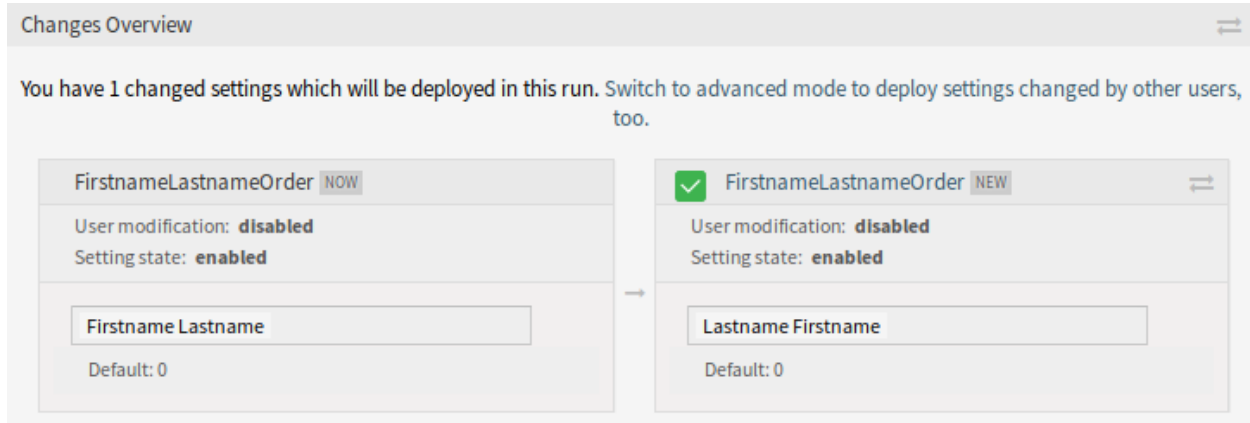 Changes Overview
You have 1 changed settings which will be deployed in this run. Switch to advanced mode to deploy settings changed by other users,
too.
FirstnameLastnameOrder NOW
User modification: disabled
Setting state: enabled
Firstname Lastname
Default: 0
FirstnameLastnameOrder NEW
User modification: disabled
Setting state: enabled
Lastname Firstname
Default: 0